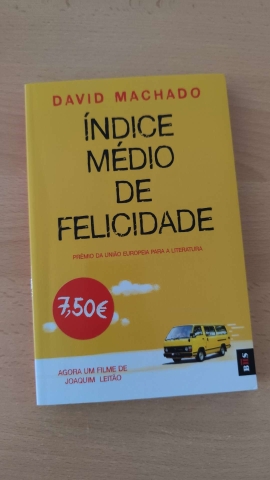 DAVID MACHADO
ÍNDICE
MÉDIO
DE
FELICIDADE
PRÉMIO DA UNIÃO EUROPEIA PARA A LITERATURA
7,50€
AGORA UM FILME DE
JOAQUIM LEITÃO
BIS